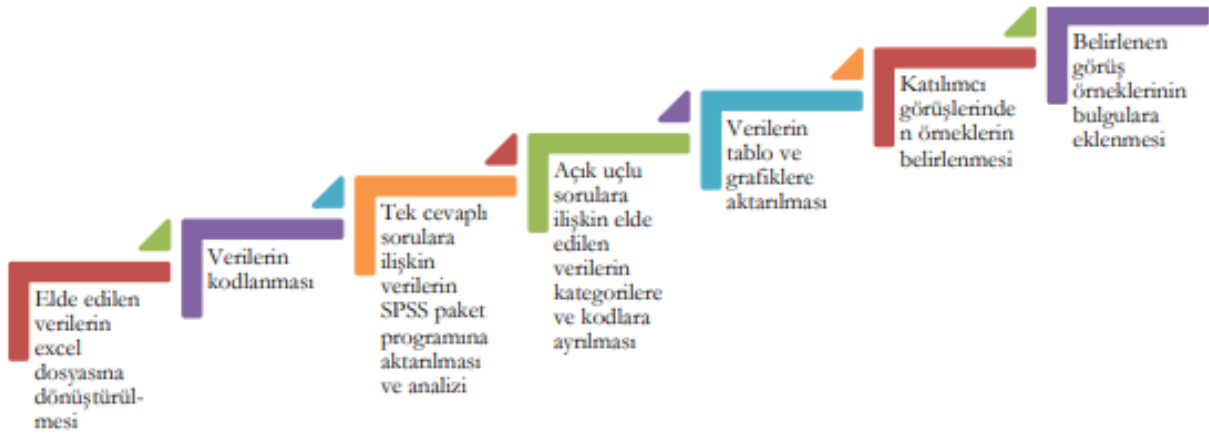 Elde edilen
verilerin
excel
dosyasına
dönüştürül-
mesi
Verilerin
kodlanması
Tek cevaplı
sorulara
ilişkin
verilerin
SPSS paket
programına
aktarılması
ve analizi
Açık uçlu
sorulara
ilişkin elde
edilen
verilerin
kategorilere
ve kodlara
ayrılması
Verilerin
tablo ve
grafiklere
aktarılması
Katılımcı
görüşlerinde
n örneklerin
belirlenmesi
Belirlenen
görüş
örneklerinin
bulgulara
eklenmesi